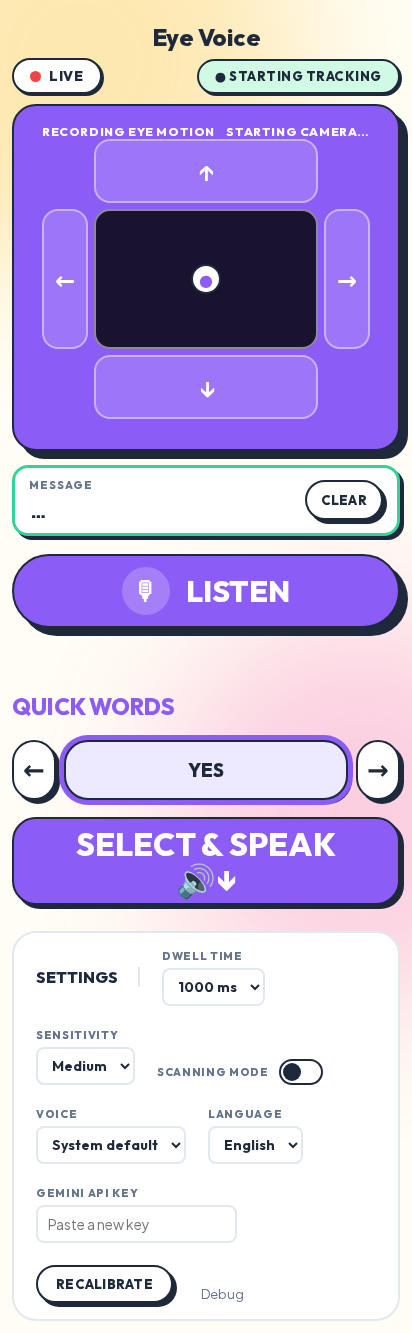 Eye Voice
LIVE
● STARTING TRACKING
RECORDING EYE MOTION STARTING CAMERA...
↑
← →
↓
MESSAGE
...
CLEAR
LISTEN
QUICK WORDS
← YES →
SELECT & SPEAK
🔊↓
SETTINGS
DWELL TIME
1000 ms
SENSITIVITY
Medium
SCANNING MODE
VOICE
System default
LANGUAGE
English
GEMINI API KEY
Paste a new key
RECALIBRATE
Debug